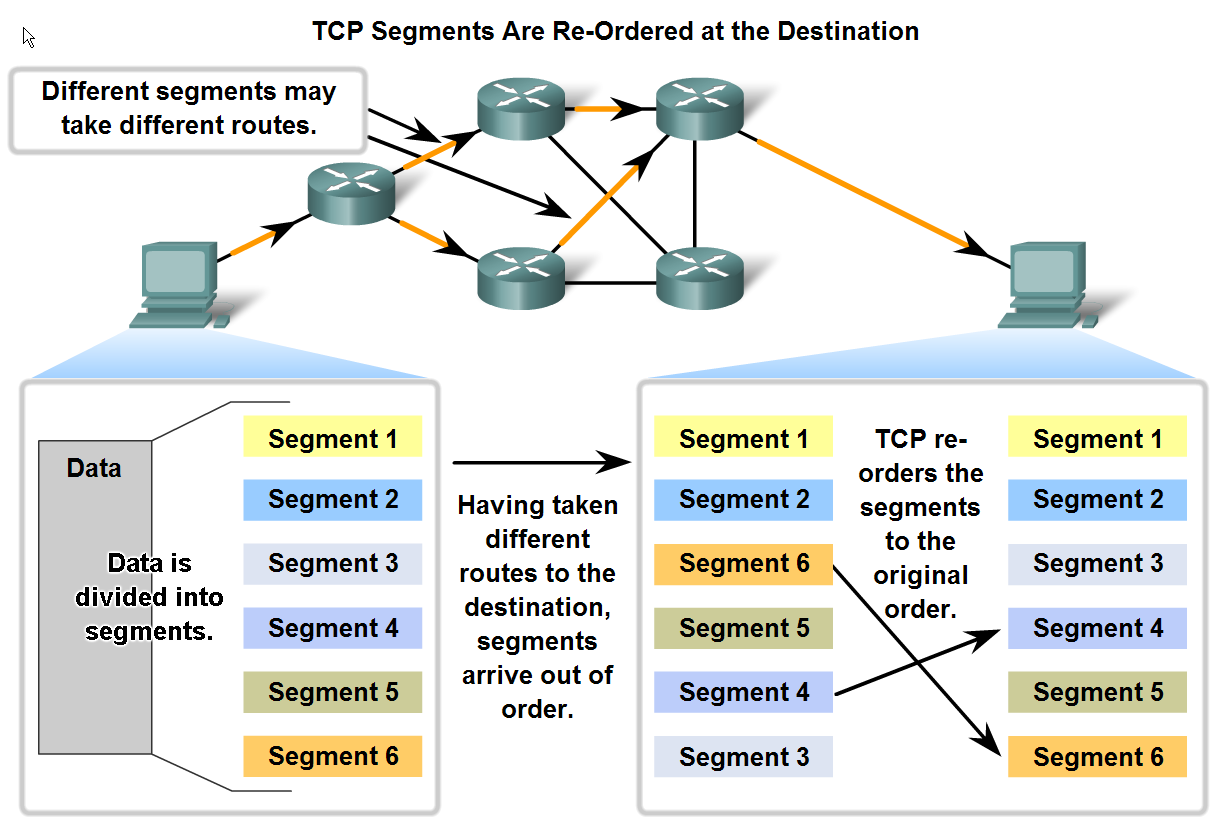 TCP Segments Are Re-Ordered at the Destination
Different segments may
take different routes.
Data
Data is
divided into
segments.
Segment 1
Segment 2
Segment 3
Segment 4
Segment 5
Segment 6
Having taken
different
routes to the
destination,
segments
arrive out of
order.
Segment 1
Segment 2
Segment 6
Segment 5
Segment 4
Segment 3
TCP re-
orders the
segments
to the
original
order.
Segment 1
Segment 2
Segment 3
Segment 4
Segment 5
Segment 6